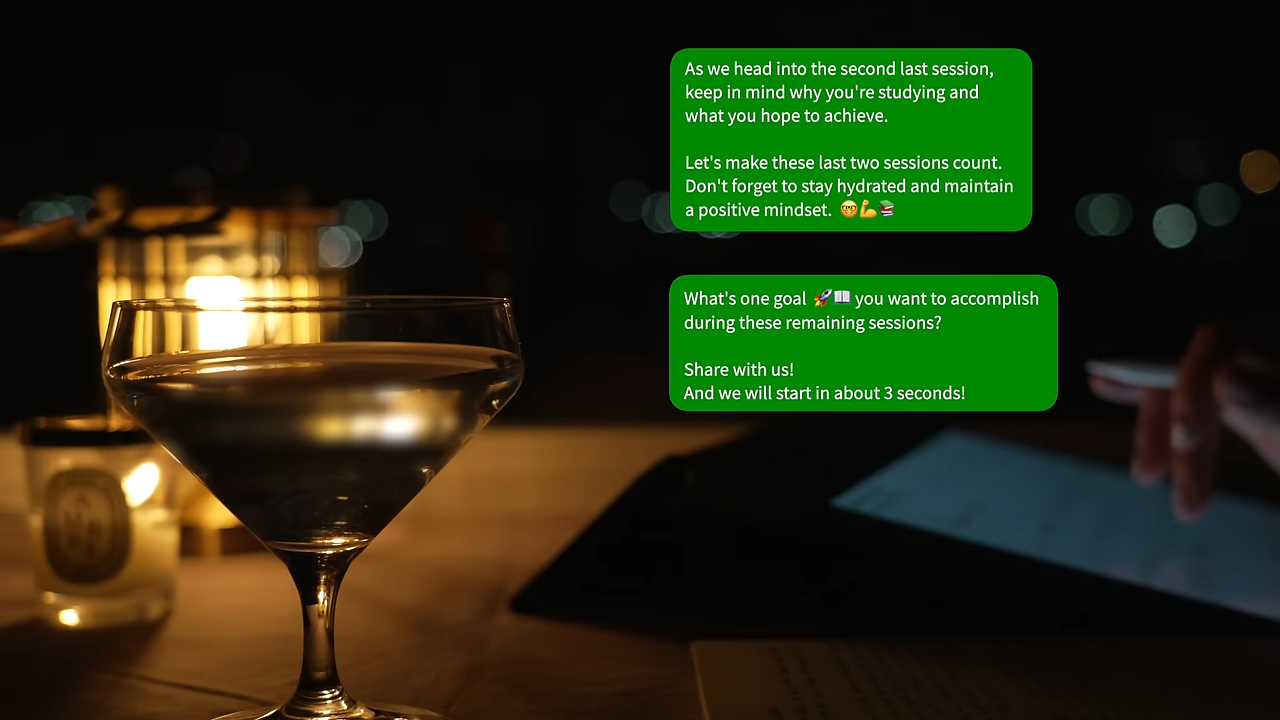 As we head into the second last session,
keep in mind why you're studying and
what you hope to achieve.
Let's make these last two sessions count.
Don't forget to stay hydrated and maintain
a positive mindset. 🤓💪📚
What's one goal 🚀📖 you want to accomplish
during these remaining sessions?
Share with us!
And we will start in about 3 seconds!